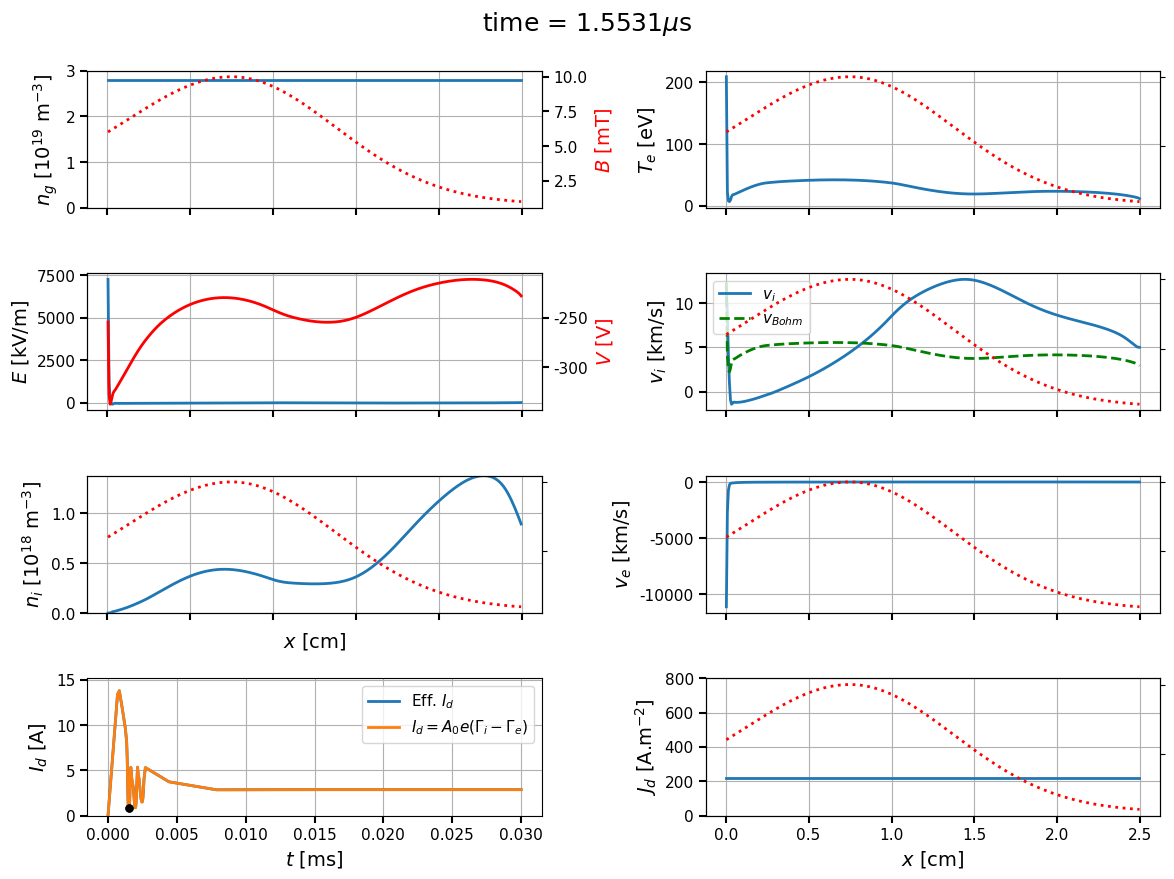 time = 1.5531μs
n_g [10^19 m^−3]
3
2
1
0
10.0
7.5
5.0
2.5
B [mT]
T_e [eV]
200
100
0
E [kV/m]
7500
5000
2500
0
-250
-300
V [V]
v_i [km/s]
10
5
0
v_i
v_Bohm
n_i [10^18 m^−3]
1.0
0.5
0.0
x [cm]
v_e [km/s]
0
-5000
-10000
I_d [A]
15
10
5
0
Eff. I_d
I_d = A_0e(Γ_i − Γ_e)
0.000 0.005 0.010 0.015 0.020 0.025 0.030
t [ms]
J_d [A.m^−2]
800
600
400
200
0
0.0 0.5 1.0 1.5 2.0 2.5
x [cm]